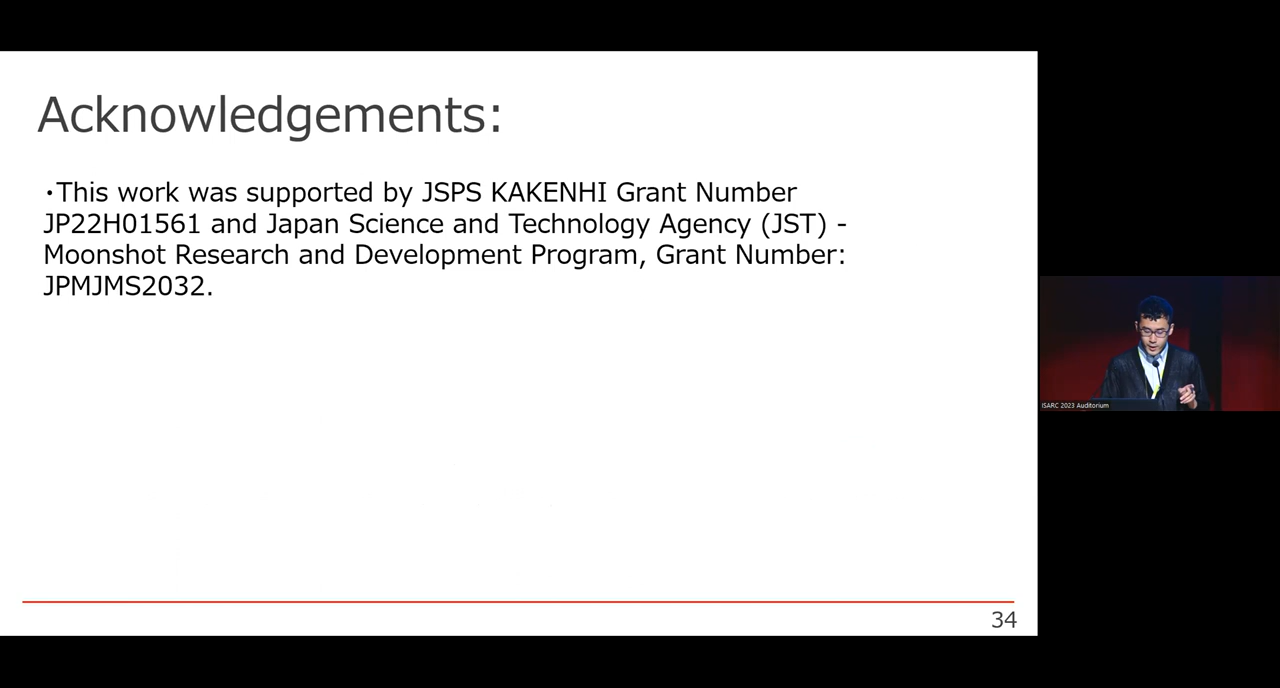 Acknowledgements:
・This work was supported by JSPS KAKENHI Grant Number
JP22H01561 and Japan Science and Technology Agency (JST) -
Moonshot Research and Development Program, Grant Number:
JPMJMS2032.
ISARC 2023 Auditorium
34